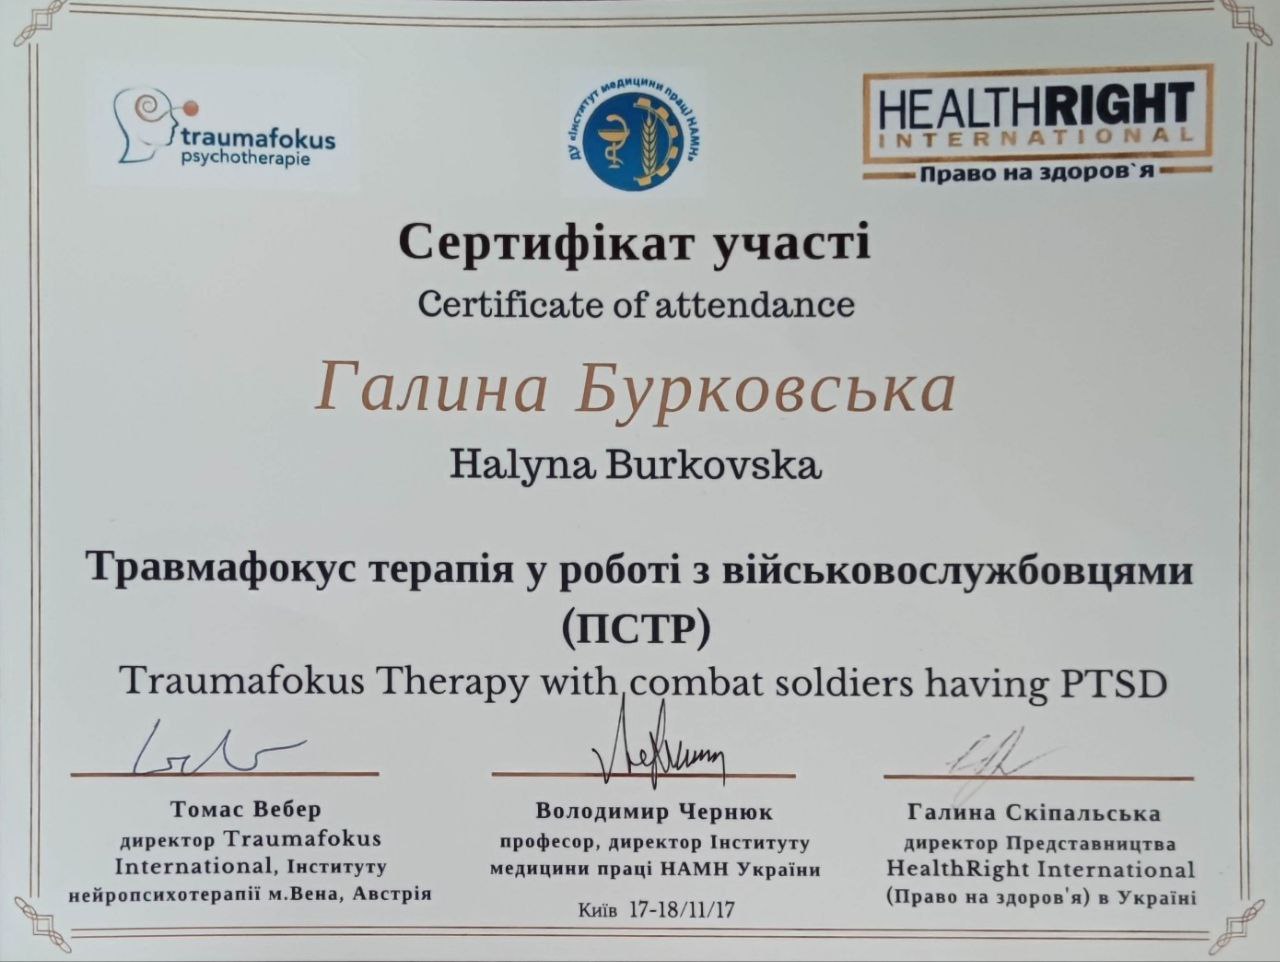 traumafokus
psychotherapie
ДУ «Інститут медицини праці НАМН»
HEALTHRIGHT
INTERNATIONAL
Право на здоров`я
Сертифікат участі
Certificate of attendance
Галина Бурковська
Halyna Burkovska
Травмафокус терапія у роботі з військовослужбовцями
(ПСТР)
Traumafokus Therapy with combat soldiers having PTSD
Томас Вебер
директор Traumafokus
International, Інституту
нейропсихотерапії м.Вена, Австрія
Володимир Чернюк
професор, директор Інституту
медицини праці НАМН України
Київ 17-18/11/17
Галина Скіпальська
директор Представництва
HealthRight International
(Право на здоров'я) в Україні